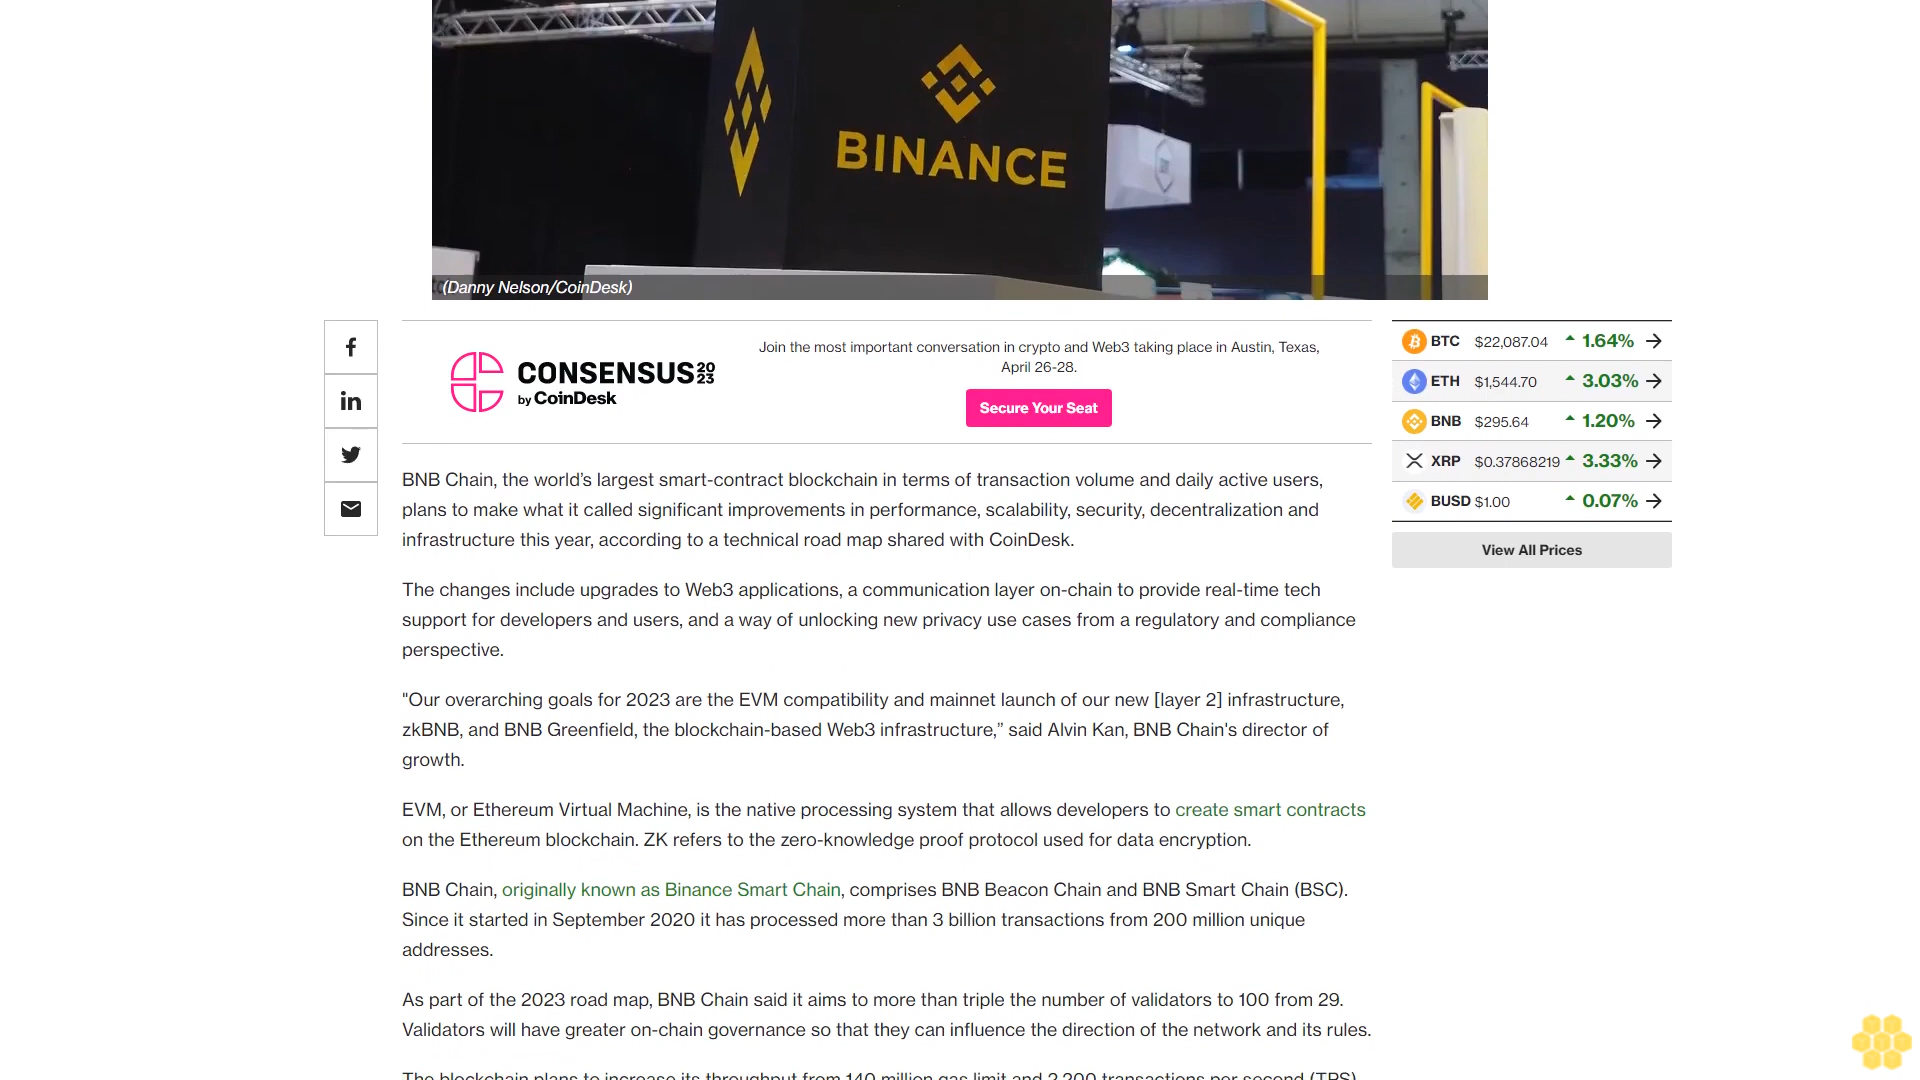 BINANCE
(Danny Nelson/CoinDesk)
CONSENSUS 2023
by CoinDesk
Join the most important conversation in crypto and Web3 taking place in Austin, Texas,
April 26-28.
Secure Your Seat
BTC $22,087.04 1.64%
ETH $1,544.70 3.03%
BNB $295.64 1.20%
XRP $0.37868219 3.33%
BUSD $1.00 0.07%
View All Prices
BNB Chain, the world’s largest smart-contract blockchain in terms of transaction volume and daily active users,
plans to make what it called significant improvements in performance, scalability, security, decentralization and
infrastructure this year, according to a technical road map shared with CoinDesk.
The changes include upgrades to Web3 applications, a communication layer on-chain to provide real-time tech
support for developers and users, and a way of unlocking new privacy use cases from a regulatory and compliance
perspective.
"Our overarching goals for 2023 are the EVM compatibility and mainnet launch of our new [layer 2] infrastructure,
zkBNB, and BNB Greenfield, the blockchain-based Web3 infrastructure,” said Alvin Kan, BNB Chain's director of
growth.
EVM, or Ethereum Virtual Machine, is the native processing system that allows developers to create smart contracts
on the Ethereum blockchain. ZK refers to the zero-knowledge proof protocol used for data encryption.
BNB Chain, originally known as Binance Smart Chain, comprises BNB Beacon Chain and BNB Smart Chain (BSC).
Since it started in September 2020 it has processed more than 3 billion transactions from 200 million unique
addresses.
As part of the 2023 road map, BNB Chain said it aims to more than triple the number of validators to 100 from 29.
Validators will have greater on-chain governance so that they can influence the direction of the network and its rules.
The blockchain plans to increase its throughput from 140 million gas limit and 2,200 transactions per second (TPS)